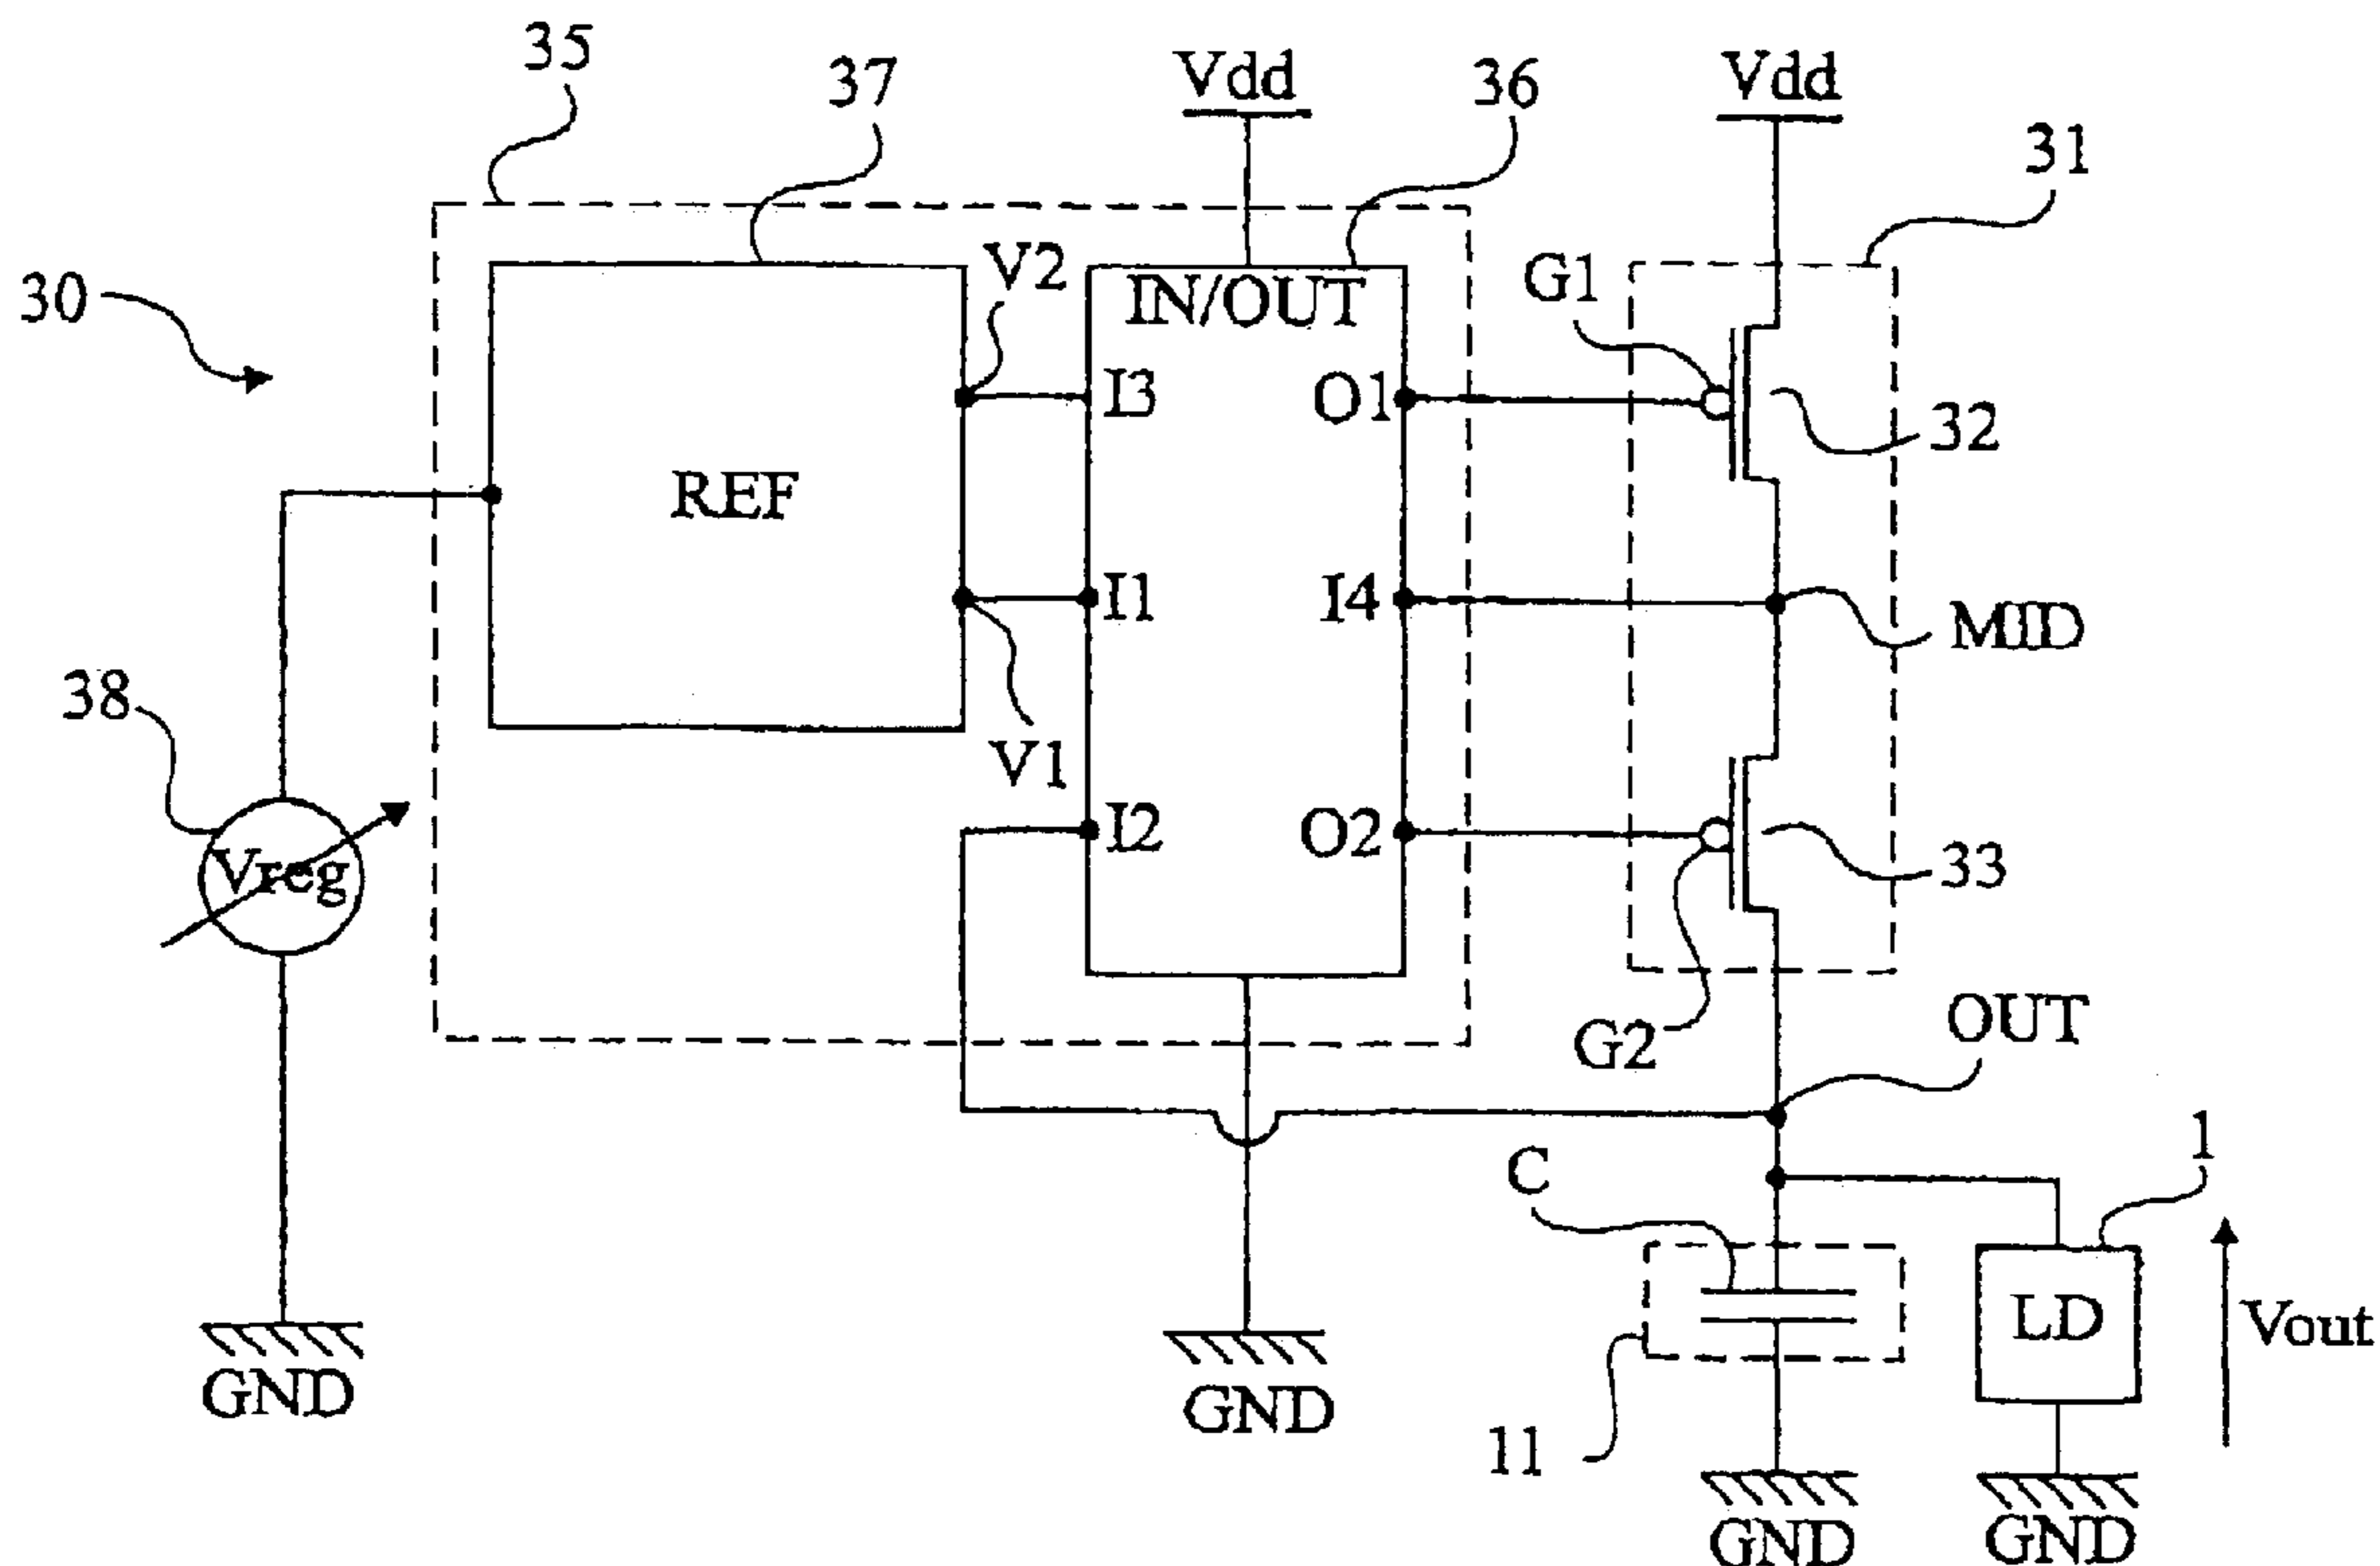 35
37
Vdd
36
Vdd
31
30
V2
IN/OUT
G1
I3
O1
32
REF
I1
I4
MID
38
V1
Vreg
I2
O2
33
G2
OUT
C
1
LD
Vout
GND
GND
11
GND
GND